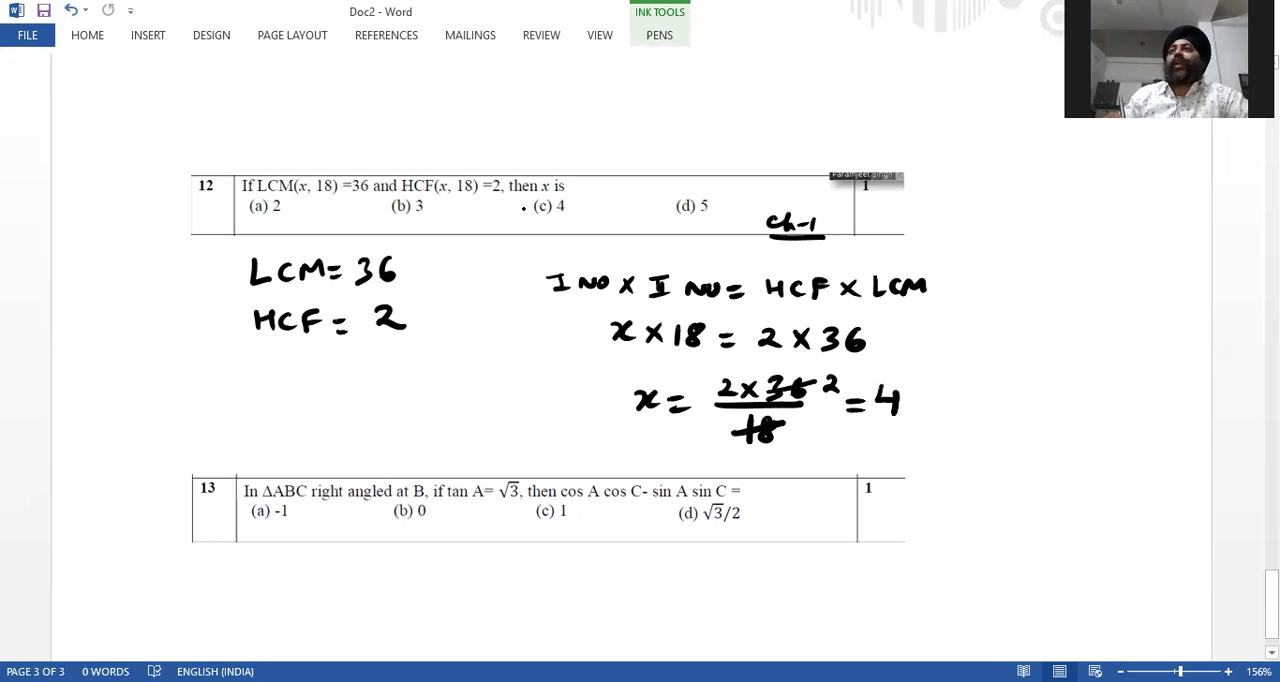 Doc2 - Word
INK TOOLS
FILE HOME INSERT DESIGN PAGE LAYOUT REFERENCES MAILINGS REVIEW VIEW PENS
Paramjeet Singh
12 If LCM(x, 18) =36 and HCF(x, 18) =2, then x is 1
(a) 2 (b) 3 (c) 4 (d) 5
Ch-1
LCM = 36
HCF = 2
I NO × II NO = HCF × LCM
x × 18 = 2 × 36
x = 2 × 36 2 / 18 = 4
13 In ΔABC right angled at B, if tan A= √3, then cos A cos C- sin A sin C = 1
(a) -1 (b) 0 (c) 1 (d) √3/2
PAGE 3 OF 3 0 WORDS ENGLISH (INDIA) 156%